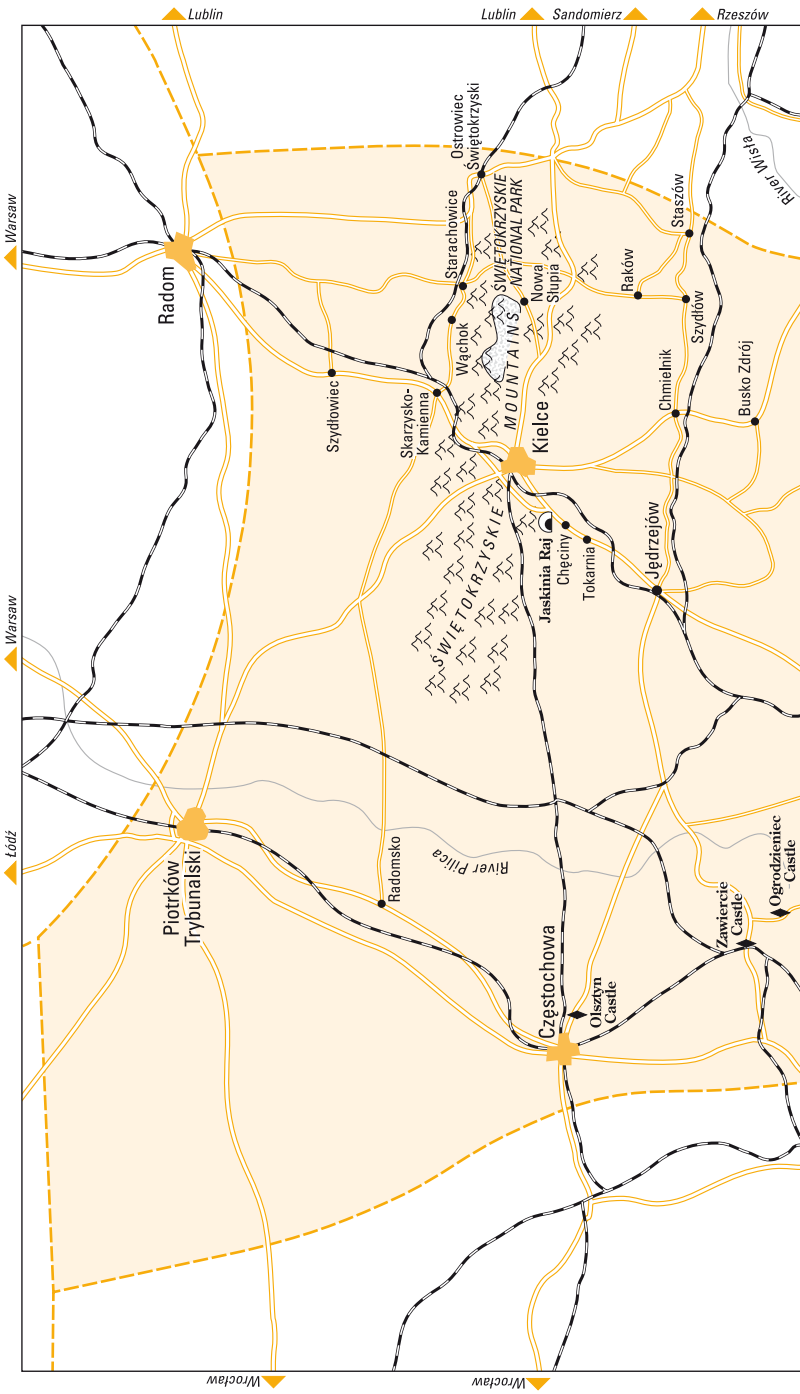 Łódź
Warsaw
Warsaw
Wrocław
Piotrków
Trybunalski
Radom
Lublin
Radomsko
Szydłowiec
Skarzysko-
Kamienna
Wąchok
Starachowice
Ostrowiec
Świętokrzyski
River Pilica
ŚWIĘTOKRZYSKIE
MOUNTAINS
ŚWIĘTOKRZYSKIE
NATIONAL PARK
Nowa
Słupia
Wrocław
Częstochowa
Olsztyn
Castle
Kielce
Lublin
Jaskinia Raj
Chęciny
Tokarnia
Raków
Sandomierz
Jędrzejów
Chmielnik
Szydłów
Staszów
Rzeszów
Zawiercie
Castle
Ogrodzieniec
Castle
Busko Zdrój
River Wisła